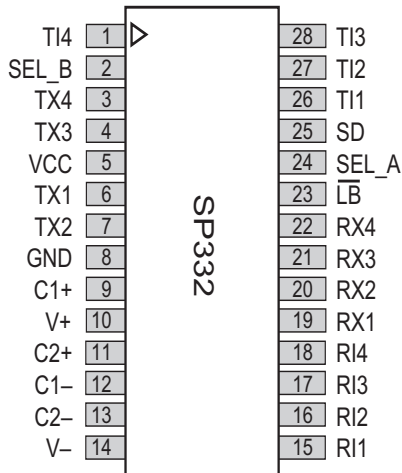 TI4 1 28 TI3
SEL_B 2 27 TI2
TX4 3 26 TI1
TX3 4 25 SD
VCC 5 24 SEL_A
TX1 6 23 L̅B̅
TX2 7 22 RX4
GND 8 21 RX3
C1+ 9 20 RX2
V+ 10 19 RX1
C2+ 11 18 RI4
C1– 12 17 RI3
C2– 13 16 RI2
V– 14 15 RI1
SP332